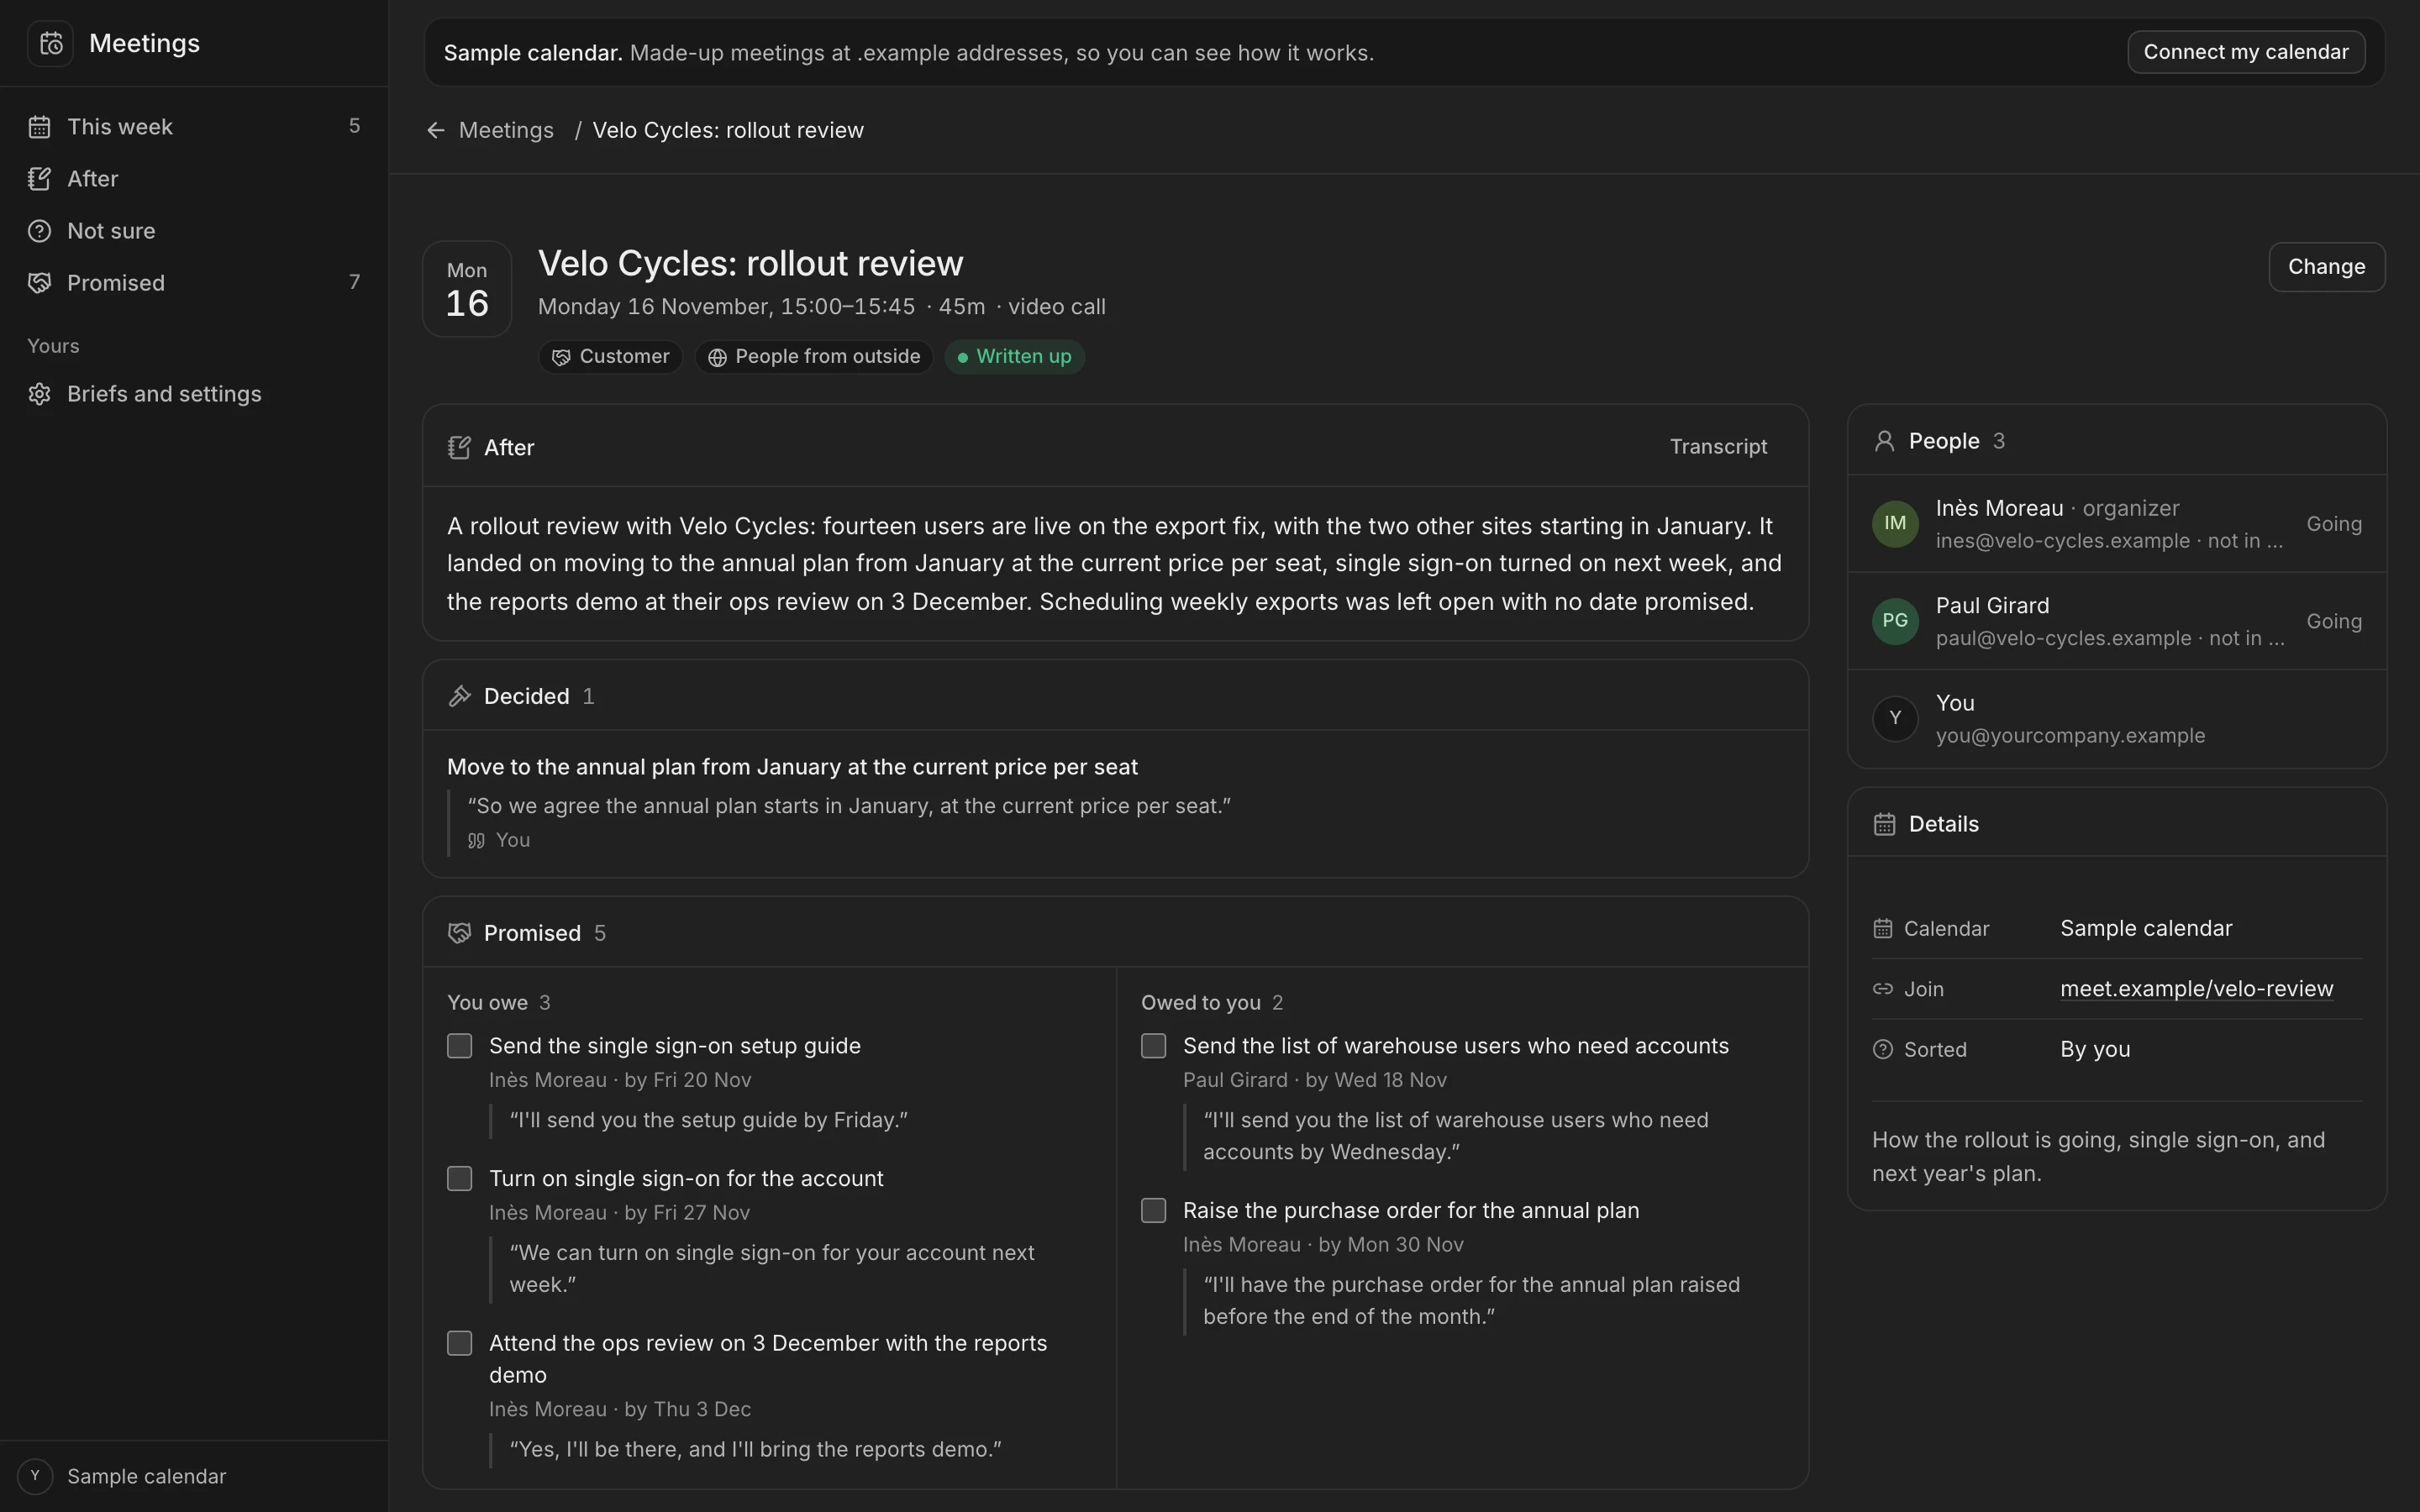 Meetings
This week 5
After
Not sure
Promised 7
Yours
Briefs and settings
Y Sample calendar
Sample calendar. Made-up meetings at .example addresses, so you can see how it works.
Connect my calendar
Meetings / Velo Cycles: rollout review
Mon
16
Velo Cycles: rollout review
Monday 16 November, 15:00–15:45 · 45m · video call
Customer
People from outside
Written up
Change
After
Transcript
A rollout review with Velo Cycles: fourteen users are live on the export fix, with the two other sites starting in January. It
landed on moving to the annual plan from January at the current price per seat, single sign-on turned on next week, and
the reports demo at their ops review on 3 December. Scheduling weekly exports was left open with no date promised.
Decided 1
Move to the annual plan from January at the current price per seat
“So we agree the annual plan starts in January, at the current price per seat.”
You
Promised 5
You owe 3
Send the single sign-on setup guide
Inès Moreau · by Fri 20 Nov
“I'll send you the setup guide by Friday.”
Turn on single sign-on for the account
Inès Moreau · by Fri 27 Nov
“We can turn on single sign-on for your account next
week.”
Attend the ops review on 3 December with the reports
demo
Inès Moreau · by Thu 3 Dec
“Yes, I'll be there, and I'll bring the reports demo.”
Owed to you 2
Send the list of warehouse users who need accounts
Paul Girard · by Wed 18 Nov
“I'll send you the list of warehouse users who need
accounts by Wednesday.”
Raise the purchase order for the annual plan
Inès Moreau · by Mon 30 Nov
“I'll have the purchase order for the annual plan raised
before the end of the month.”
People 3
IM
Inès Moreau · organizer
ines@velo-cycles.example · not in ...
Going
PG
Paul Girard
paul@velo-cycles.example · not in ...
Going
Y
You
you@yourcompany.example
Details
Calendar Sample calendar
Join meet.example/velo-review
Sorted By you
How the rollout is going, single sign-on, and
next year's plan.